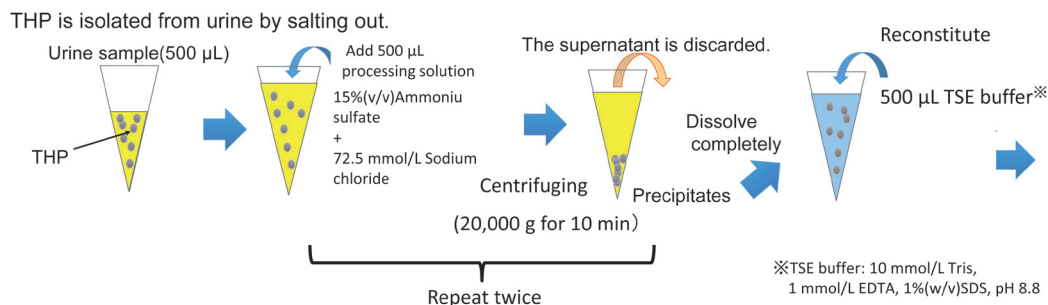 THP is isolated from urine by salting out.
Urine sample(500 µL)
THP
Add 500 µL
processing solution
15%(v/v)Ammoniu
sulfate
+
72.5 mmol/L Sodium
chloride
Centrifuging
(20,000 g for 10 min)
The supernatant is discarded.
Precipitates
Repeat twice
Dissolve
completely
Reconstitute
500 µL TSE buffer※
※TSE buffer: 10 mmol/L Tris,
1 mmol/L EDTA, 1%(w/v)SDS, pH 8.8